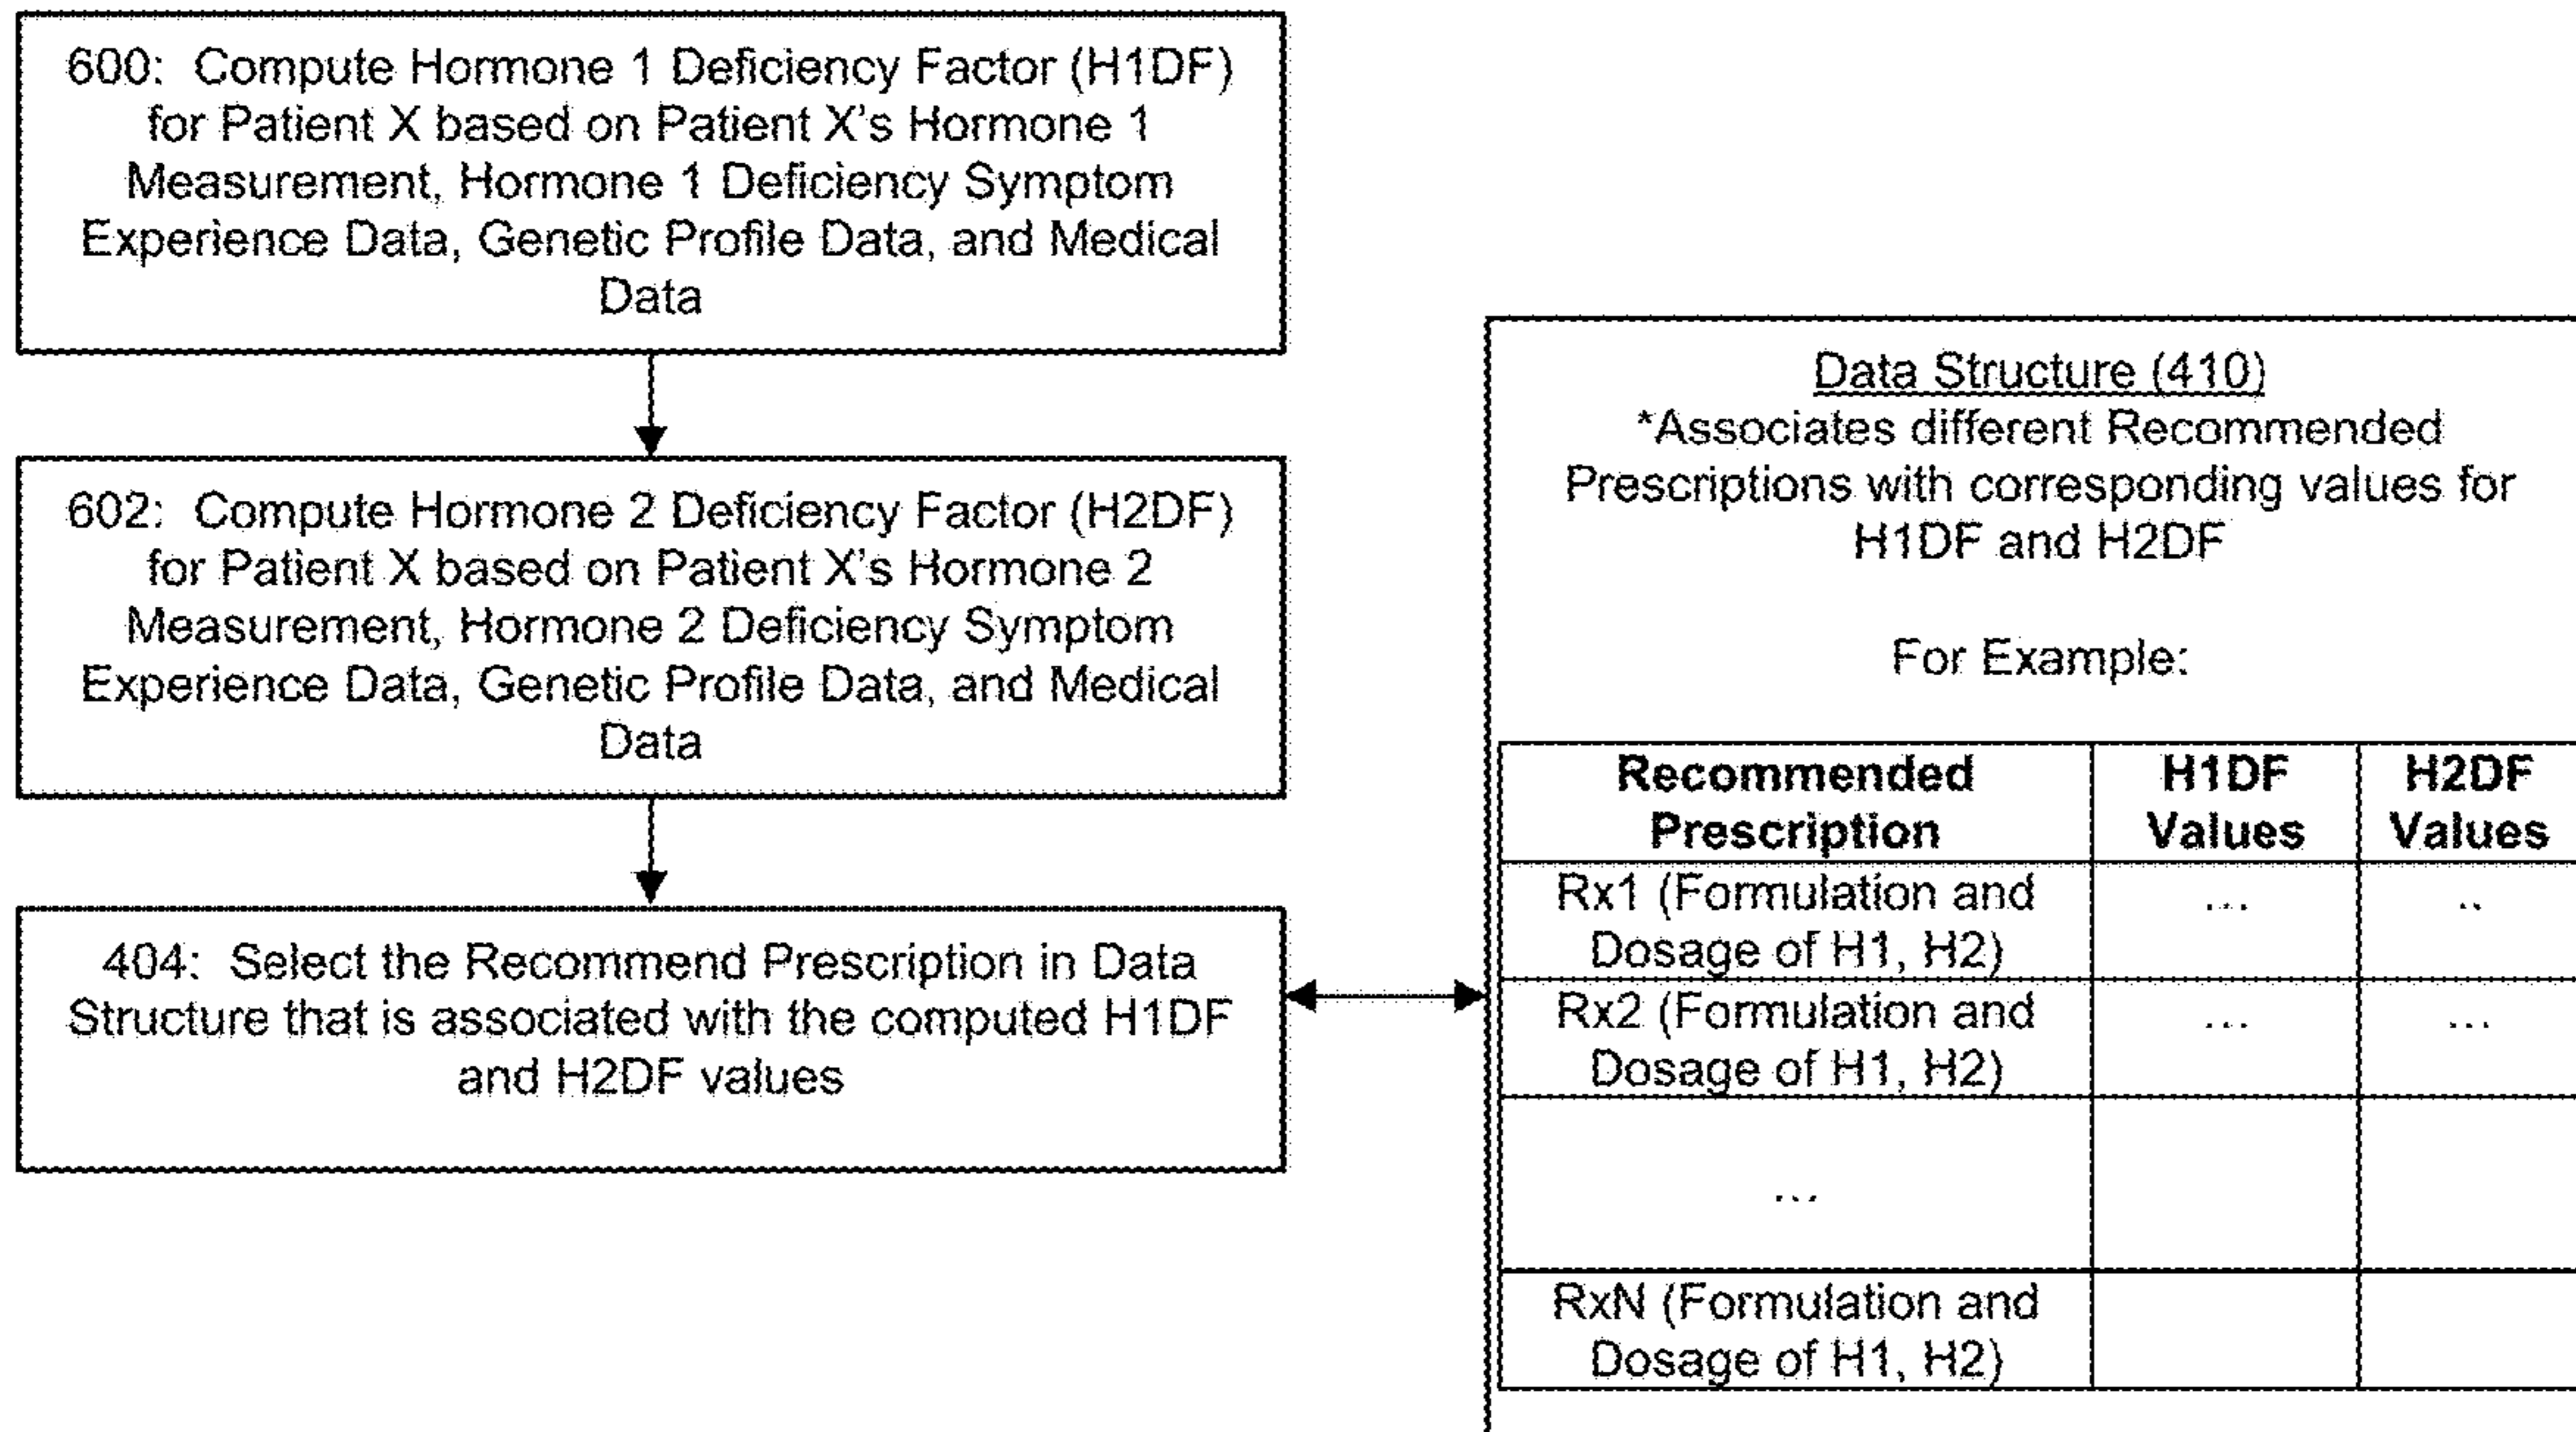 600: Compute Hormone 1 Deficiency Factor (H1DF)
for Patient X based on Patient X's Hormone 1
Measurement, Hormone 1 Deficiency Symptom
Experience Data, Genetic Profile Data, and Medical
Data
602: Compute Hormone 2 Deficiency Factor (H2DF)
for Patient X based on Patient X's Hormone 2
Measurement, Hormone 2 Deficiency Symptom
Experience Data, Genetic Profile Data, and Medical
Data
404: Select the Recommend Prescription in Data
Structure that is associated with the computed H1DF
and H2DF values
Data Structure (410)
*Associates different Recommended
Prescriptions with corresponding values for
H1DF and H2DF
For Example:
Recommended
Prescription
H1DF
Values
H2DF
Values
Rx1 (Formulation and
Dosage of H1, H2)
...
..
Rx2 (Formulation and
Dosage of H1, H2)
...
...
...
RxN (Formulation and
Dosage of H1, H2)